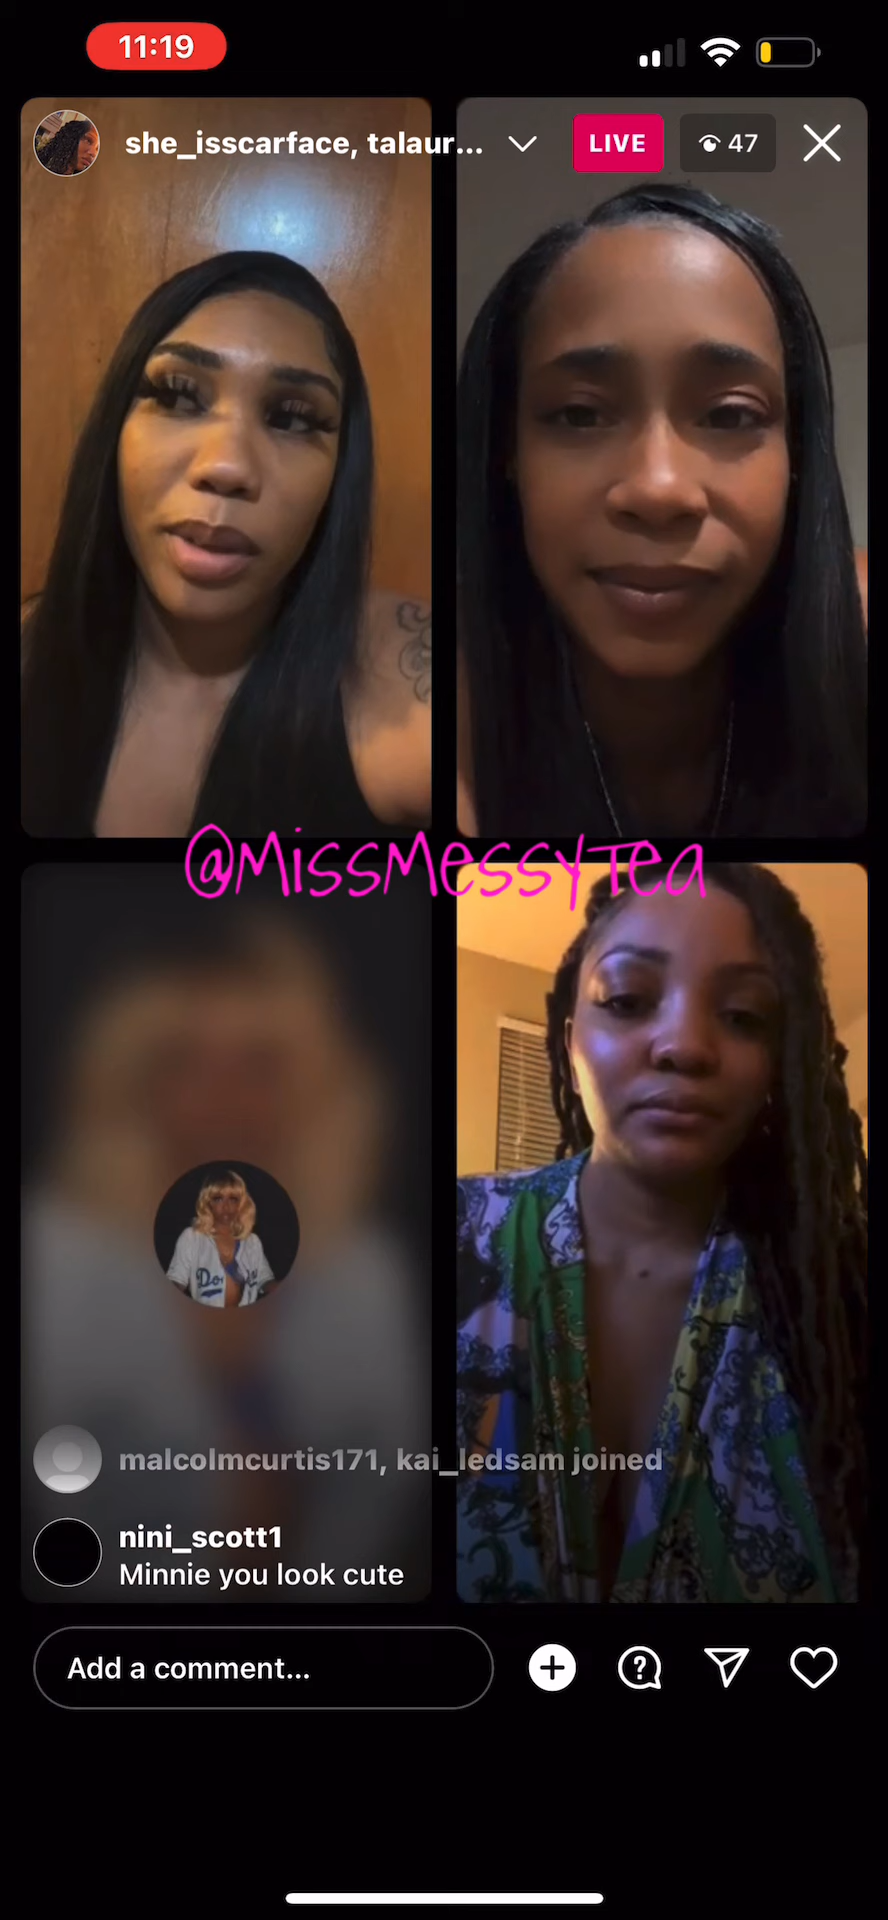 11:19
she_isscarface, talaur...
LIVE
47
@MissMessyTea
malcolmcurtis171, kai_ledsam joined
nini_scott1
Minnie you look cute
Add a comment...